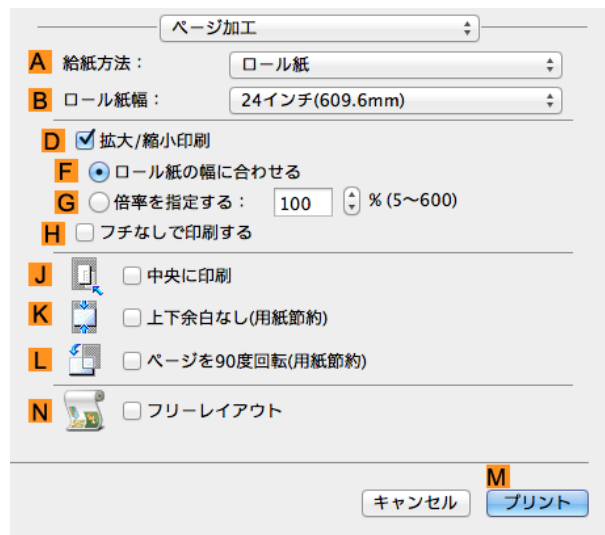 ページ加工
A 給紙方法： ロール紙
B ロール紙幅： 24インチ(609.6mm)
D 拡大/縮小印刷
F ロール紙の幅に合わせる
G 倍率を指定する： 100 % (5～600)
H フチなしで印刷する
J 中央に印刷
K 上下余白なし(用紙節約)
L ページを90度回転(用紙節約)
N フリーレイアウト
M
キャンセル プリント